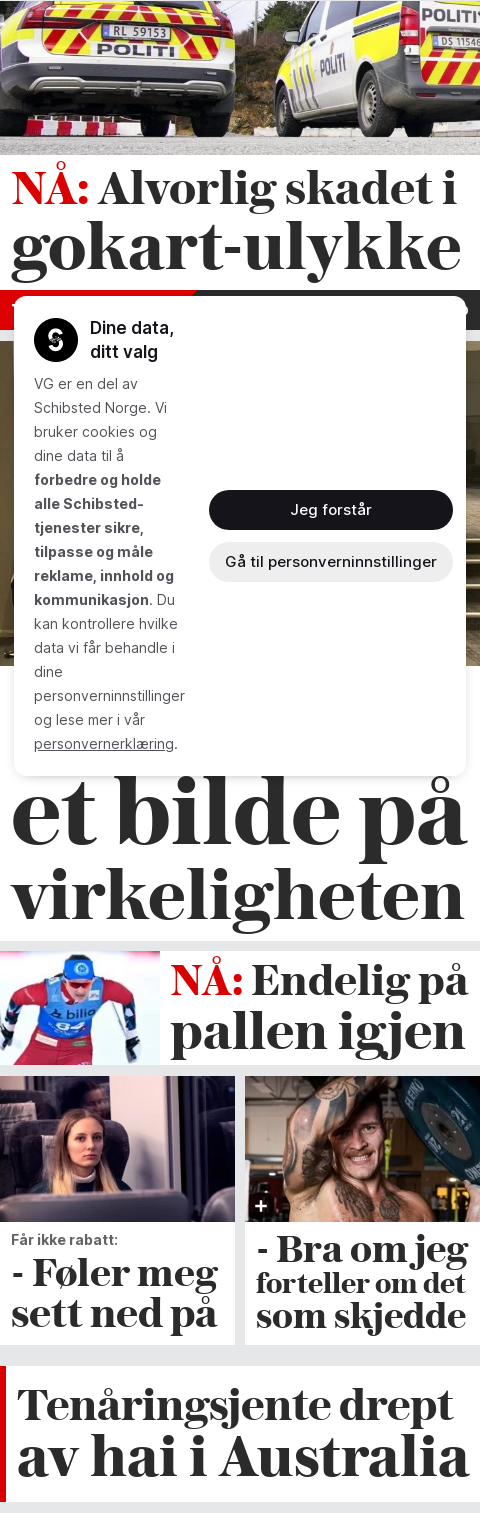 RL 59153
POLITI
POLITI
POLITI
DS 11546
NÅ: Alvorlig skadet i
gokart-ulykke
Dine data,
ditt valg
VG er en del av
Schibsted Norge. Vi
bruker cookies og
dine data til å
forbedre og holde
alle Schibsted-
tjenester sikre,
tilpasse og måle
reklame, innhold og
kommunikasjon. Du
kan kontrollere hvilke
data vi får behandle i
dine
personverninnstillinger
og lese mer i vår
personvernerklæring.
Jeg forstår
Gå til personverninnstillinger
et bilde på
virkeligheten
bilia
NÅ: Endelig på
pallen igjen
Får ikke rabatt:
- Føler meg
sett ned på
ELEIKO
- Bra om jeg
forteller om det
som skjedde
Tenåringsjente drept
av hai i Australia